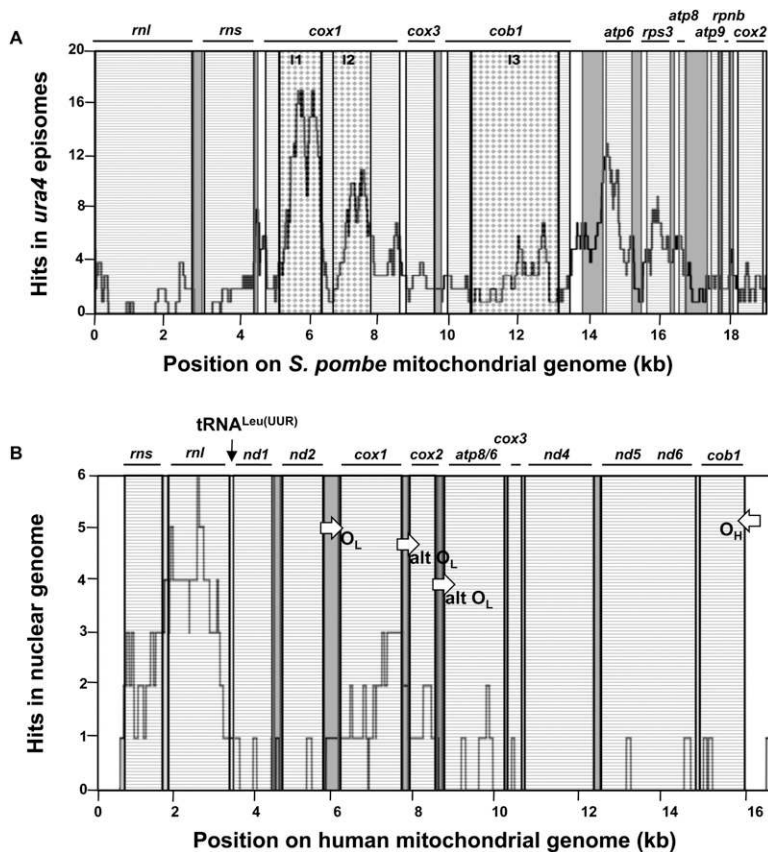 A
rnl rns cox1 cox3 cob1 atp6 rps3 atp8 atp9 rpnb cox2
I1 I2 I3
20
16
12
8
4
0
Hits in ura4 episomes
0 2 4 6 8 10 12 14 16 18
Position on S. pombe mitochondrial genome (kb)
tRNALeu(UUR)
B
rns rnl nd1 nd2 cox1 cox2 atp8/6 cox3 nd4 nd5 nd6 cob1
6
5
4
3
2
1
0
OL
alt OL
alt OL
OH
Hits in nuclear genome
0 2 4 6 8 10 12 14 16
Position on human mitochondrial genome (kb)